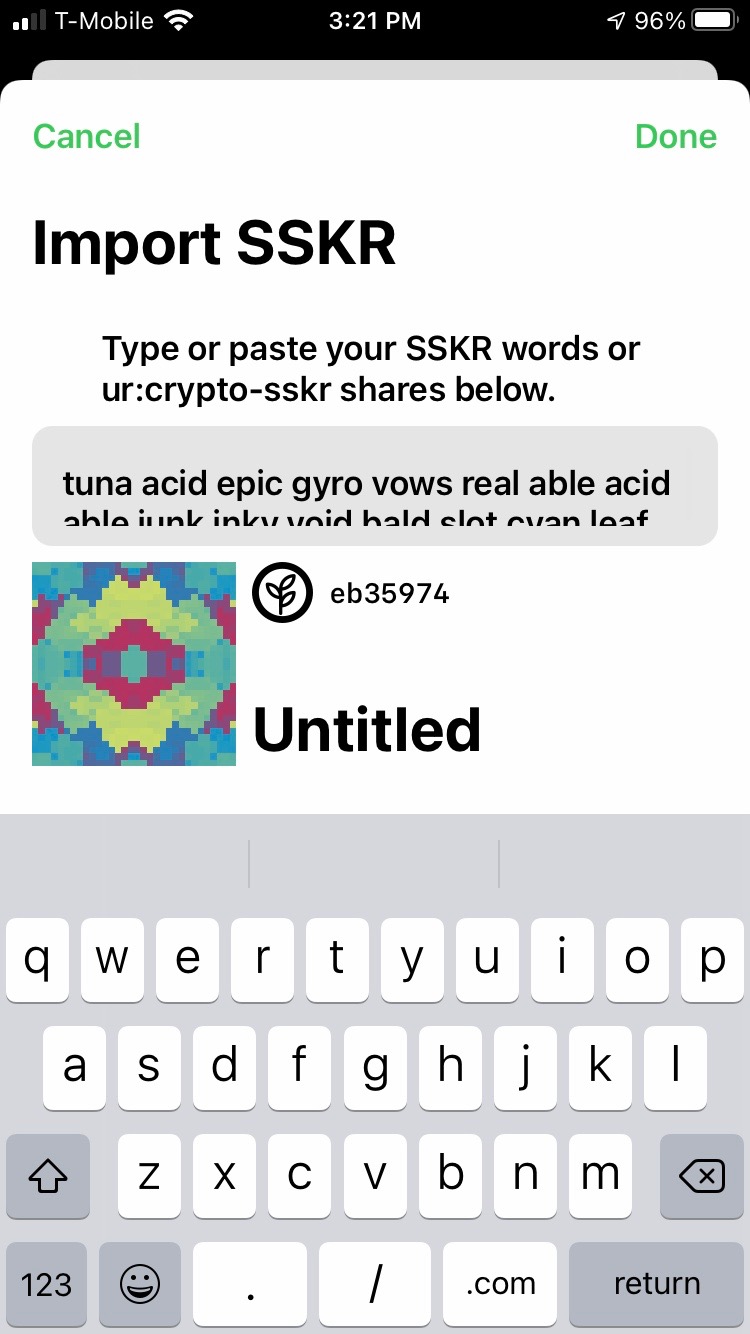 T-Mobile 3:21 PM 96%
Cancel Done
Import SSKR
Type or paste your SSKR words or
ur:crypto-sskr shares below.
tuna acid epic gyro vows real able acid
able junk inky void bald slot cyan leaf
eb35974
Untitled
q w e r t y u i o p
a s d f g h j k l
z x c v b n m
123 . / .com return